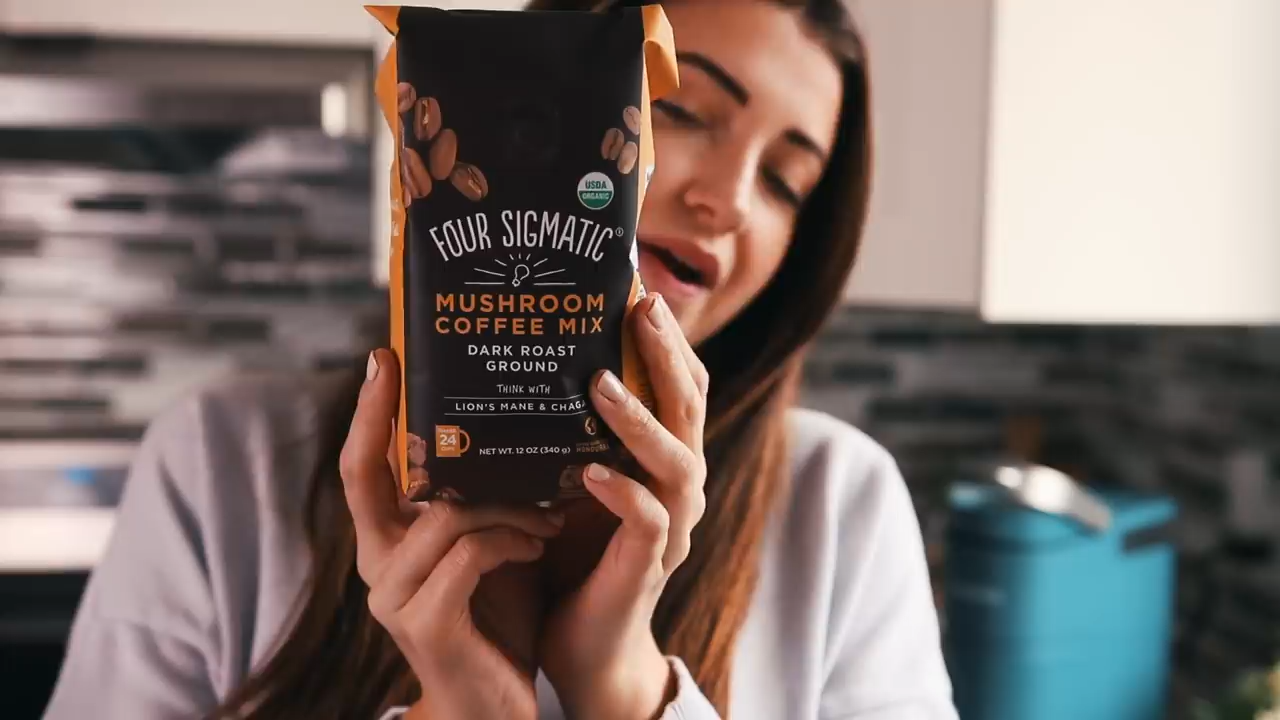 USDA
ORGANIC
FOUR SIGMATIC®
MUSHROOM
COFFEE MIX
DARK ROAST
GROUND
THINK WITH
LION'S MANE & CHAGA
24
NET WT. 12 OZ (340 g)
HONDURAS